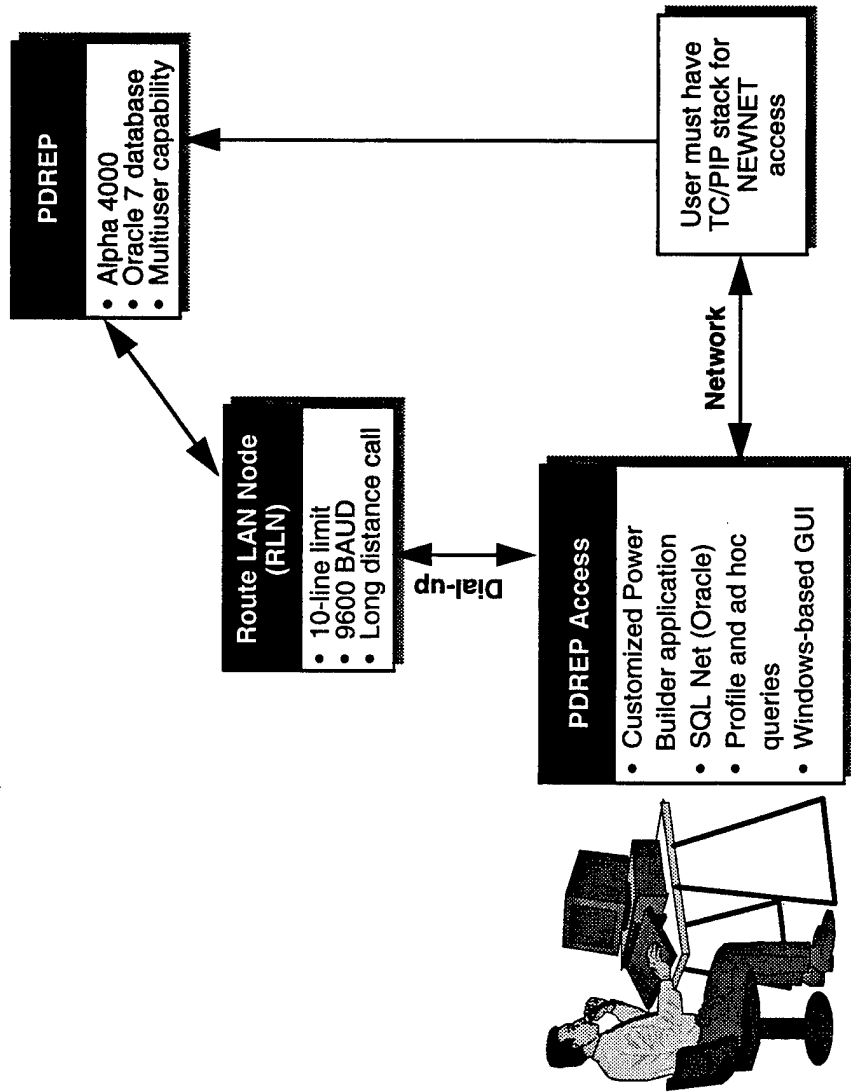 PDREP
• Alpha 4000
• Oracle 7 database
• Multiuser capability
Route LAN Node
(RLN)
• 10-line limit
• 9600 BAUD
• Long distance call
Dial-up
PDREP Access
• Customized Power
Builder application
• SQL Net (Oracle)
• Profile and ad hoc
queries
• Windows-based GUI
Network
User must have
TC/PIP stack for
NEWNET
access